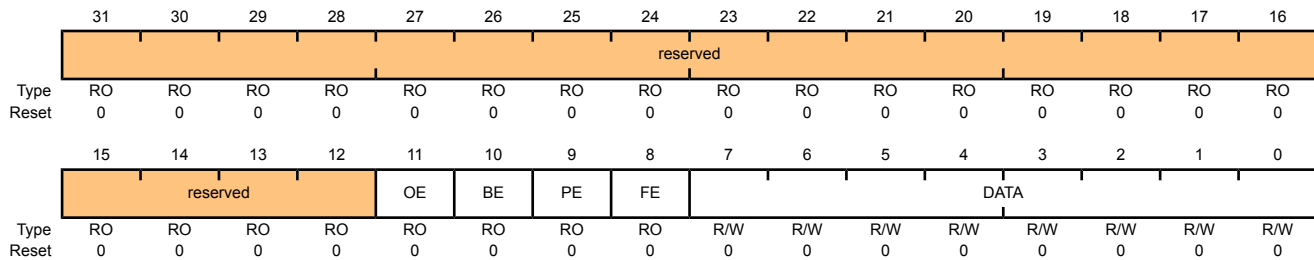 31 30 29 28 27 26 25 24 23 22 21 20 19 18 17 16
reserved
Type RO RO RO RO RO RO RO RO RO RO RO RO RO RO RO RO
Reset 0 0 0 0 0 0 0 0 0 0 0 0 0 0 0 0
15 14 13 12 11 10 9 8 7 6 5 4 3 2 1 0
reserved OE BE PE FE DATA
Type RO RO RO RO RO RO RO RO R/W R/W R/W R/W R/W R/W R/W R/W
Reset 0 0 0 0 0 0 0 0 0 0 0 0 0 0 0 0